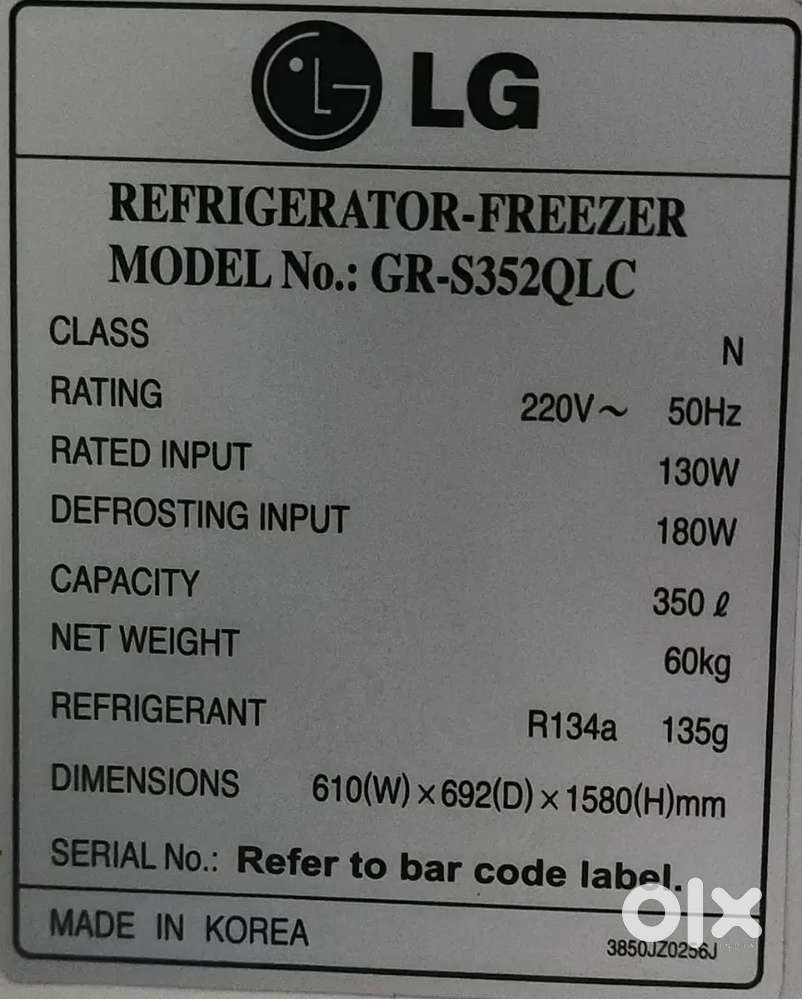 LG
REFRIGERATOR-FREEZER
MODEL No.: GR-S352QLC
CLASS N
RATING 220V～ 50Hz
RATED INPUT 130W
DEFROSTING INPUT 180W
CAPACITY 350 ℓ
NET WEIGHT 60kg
REFRIGERANT R134a 135g
DIMENSIONS 610(W)×692(D)×1580(H)mm
SERIAL No.: Refer to bar code label.
MADE IN KOREA 3850JZ0256J
olx